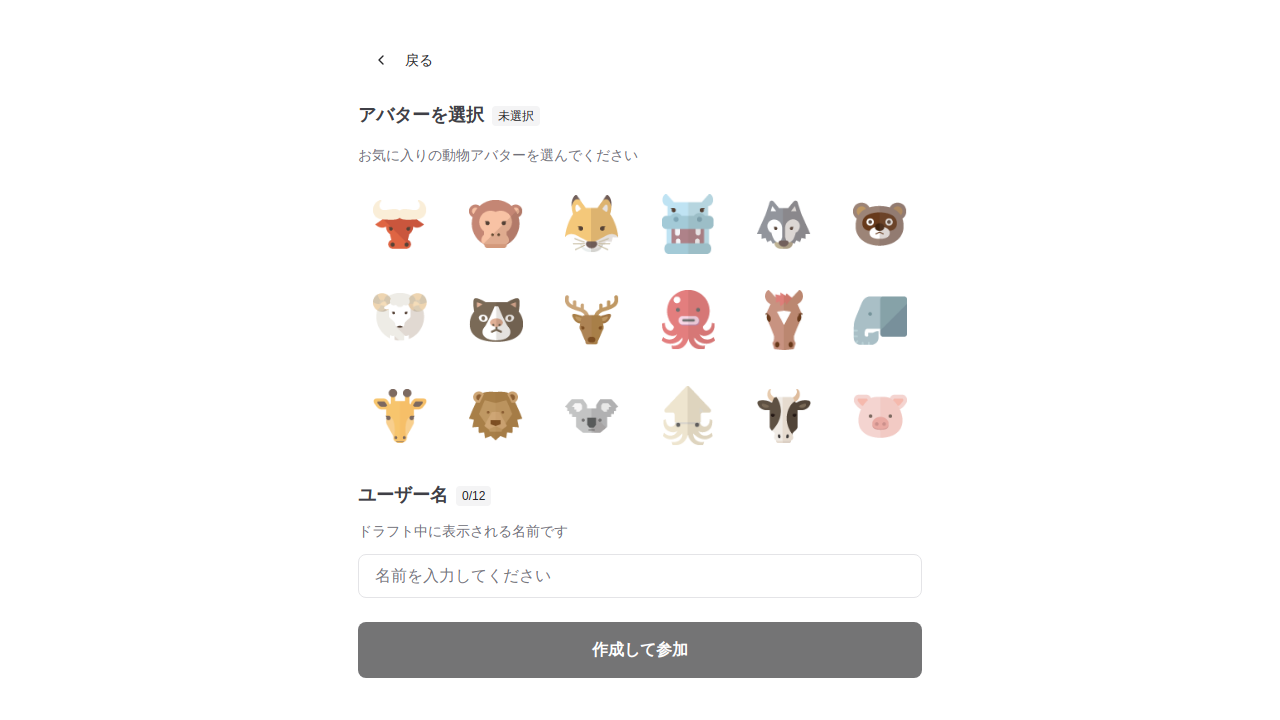 戻る
アバターを選択 未選択
お気に入りの動物アバターを選んでください
ユーザー名 0/12
ドラフト中に表示される名前です
名前を入力してください
作成して参加